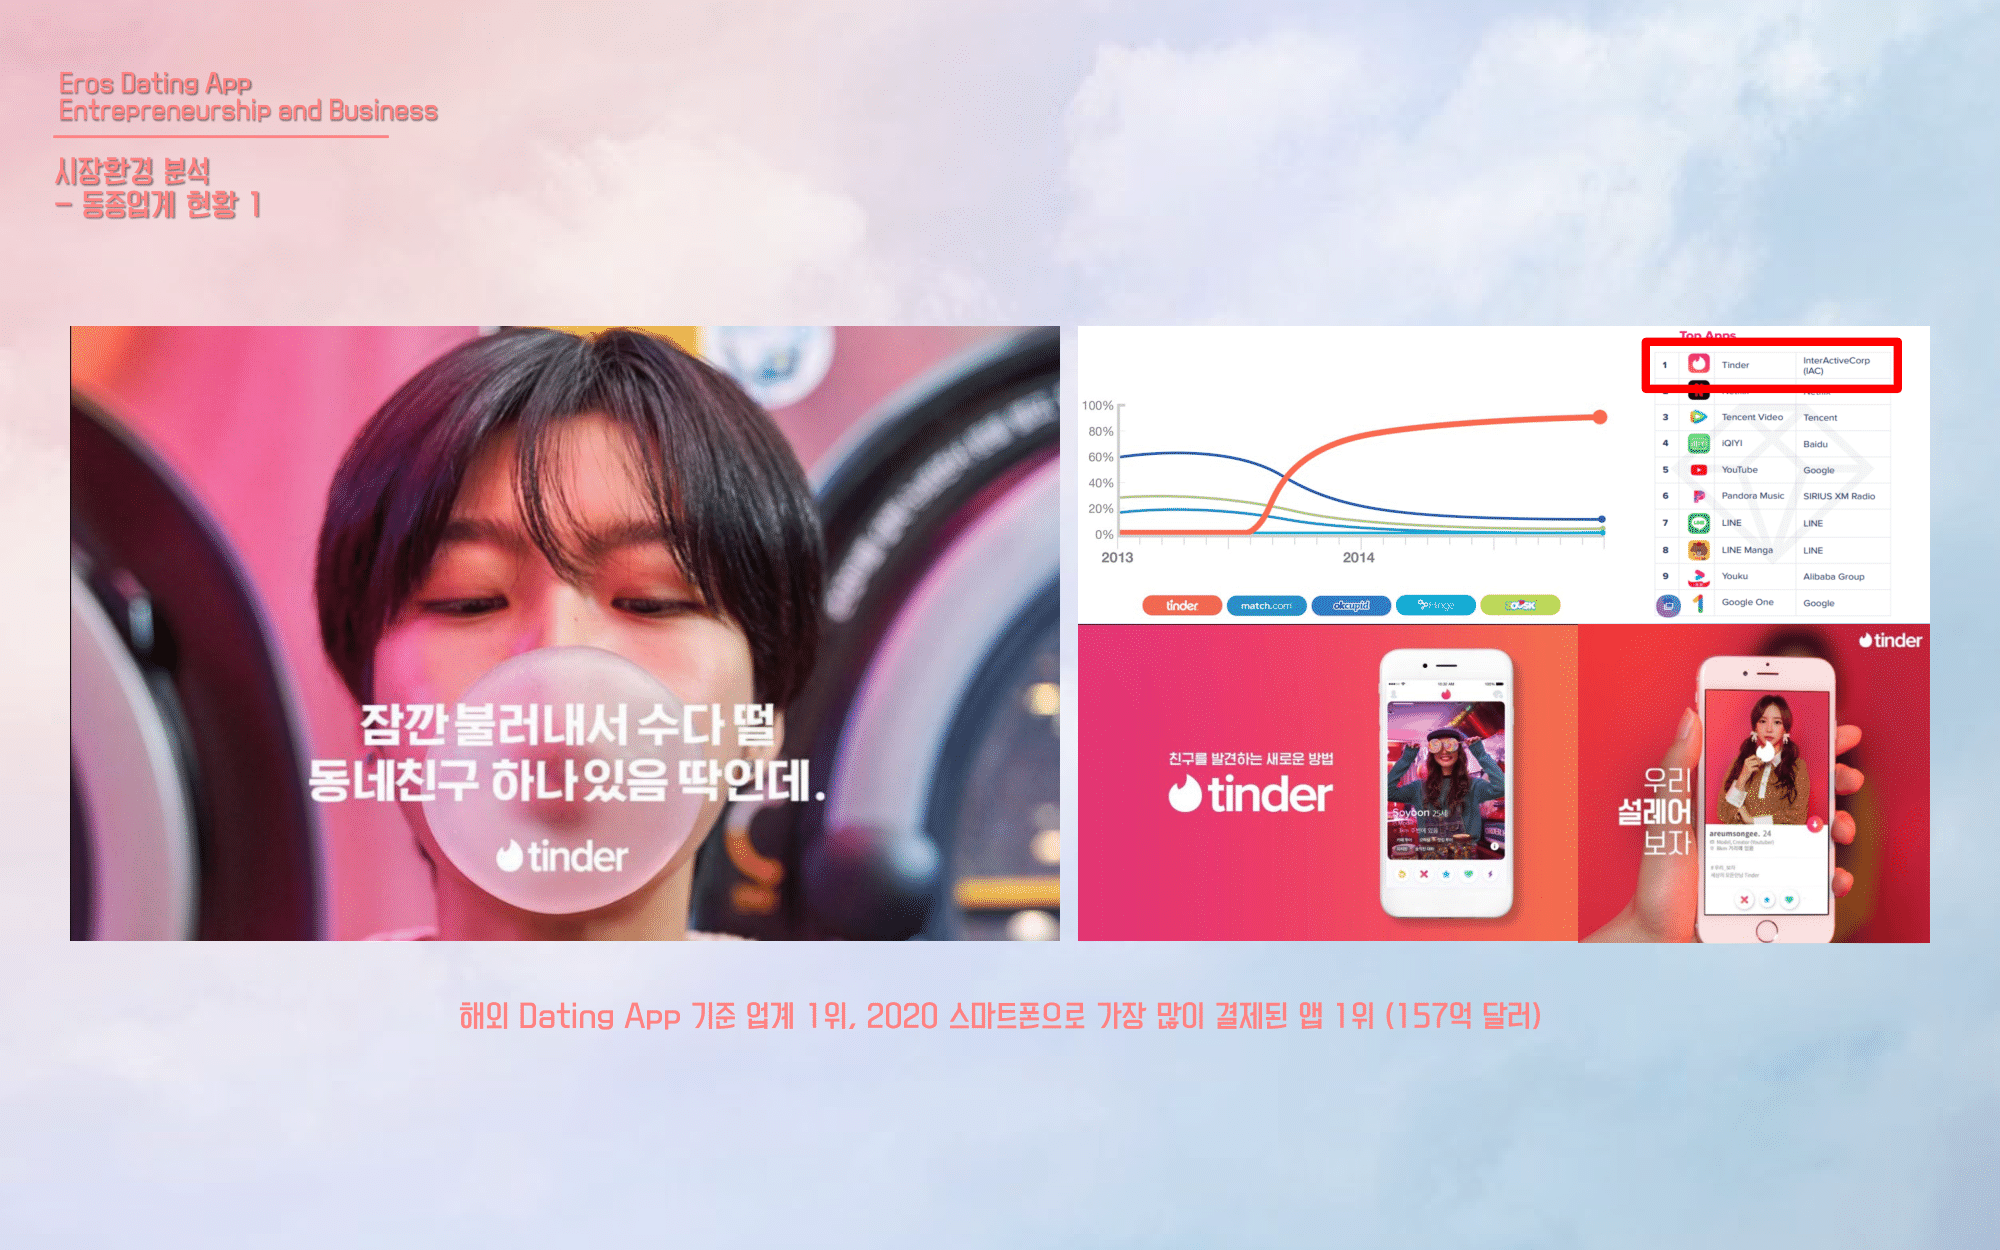 Eros Dating App
Entrepreneurship and Business
시장환경 분석
- 동종업계 현황 1
잠깐 불러내서 수다 떨
동네친구 하나 있음 딱인데.
tinder
100%
80%
60%
40%
20%
0%
2013 2014
tinder match.com okcupid Hinge
Top Apps
1 Tinder InterActiveCorp (IAC)
3 Tencent Video Tencent
4 iQIYI Baidu
5 YouTube Google
6 Pandora Music SIRIUS XM Radio
7 LINE LINE
8 LINE Manga LINE
9 Youku Alibaba Group
Google One Google
친구를 발견하는 새로운 방법
tinder
Soyoon 25세
tinder
우리
설레어
보자
areumsongee. 24
해외 Dating App 기준 업계 1위, 2020 스마트폰으로 가장 많이 결제된 앱 1위 (157억 달러)